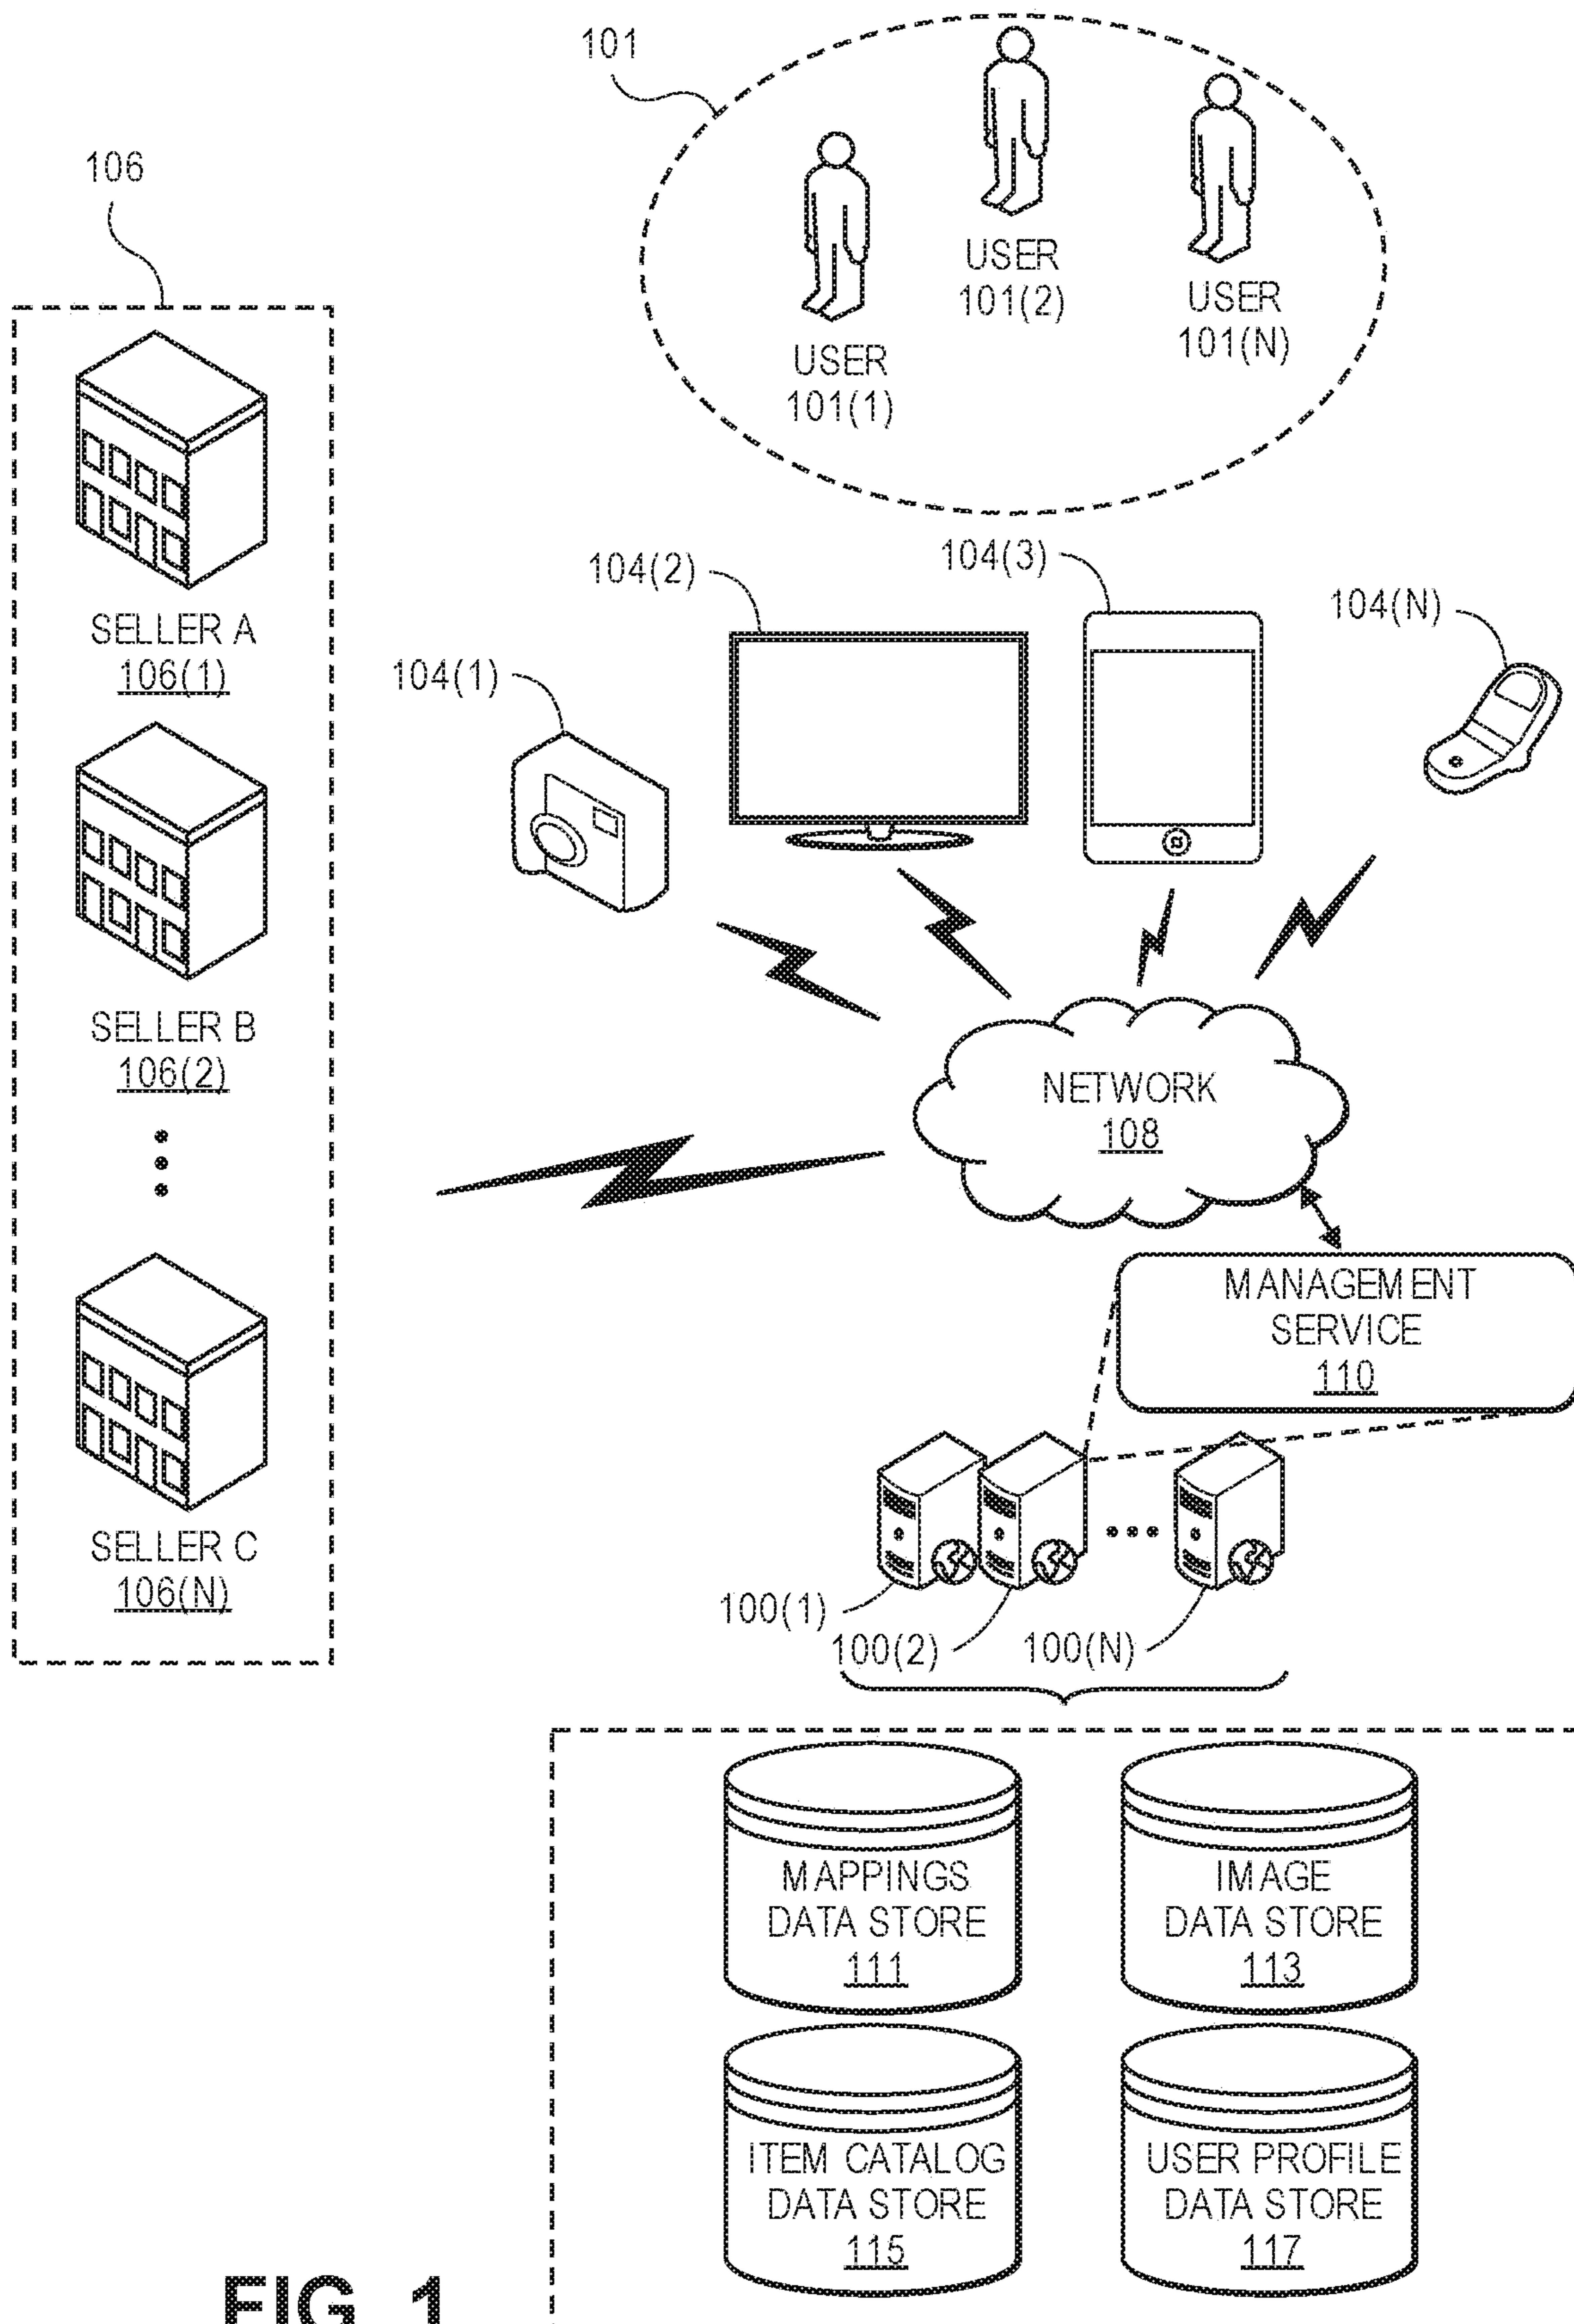 101
USER
101(1)
USER
101(2)
USER
101(N)
106
SELLER A
106(1)
SELLER B
106(2)
SELLER C
106(N)
104(1)
104(2)
104(3)
104(N)
NETWORK
108
MANAGEMENT
SERVICE
110
100(1)
100(2)
100(N)
MAPPINGS
DATA STORE
111
IMAGE
DATA STORE
113
ITEM CATALOG
DATA STORE
115
USER PROFILE
DATA STORE
117
FIG. 1